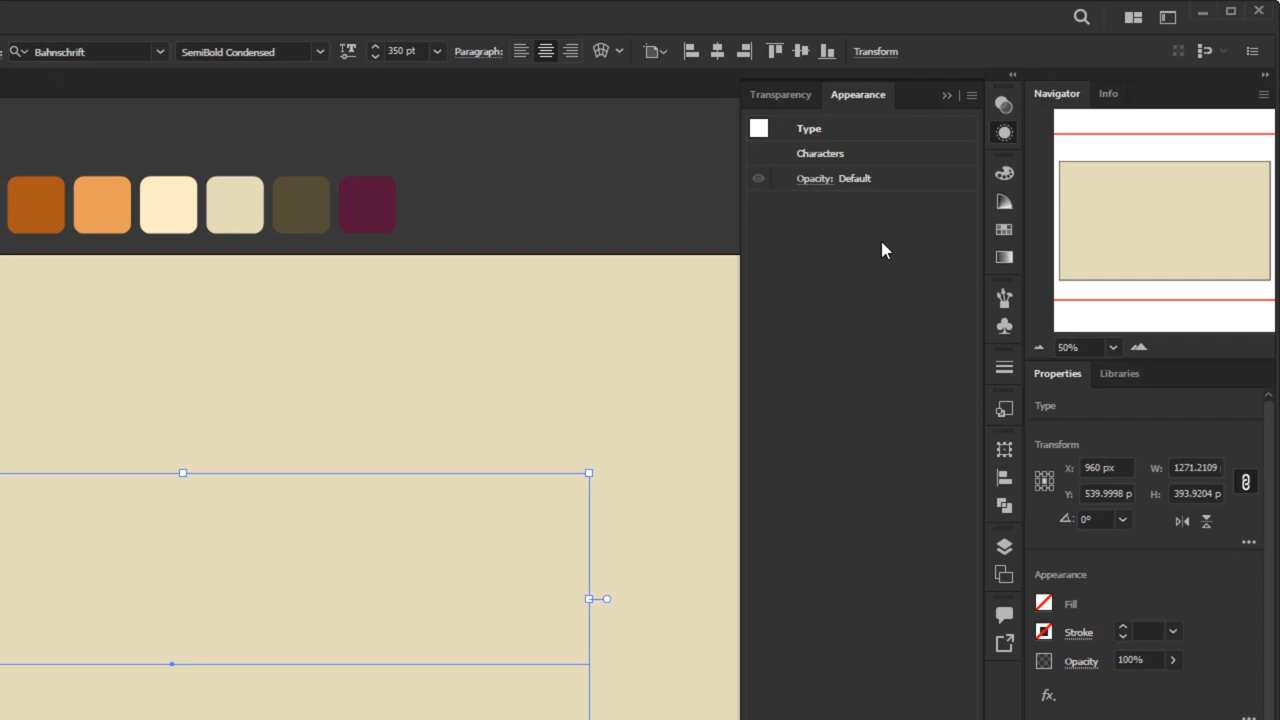 Bahnschrift SemiBold Condensed 350 pt Paragraph: Transform
Transparency Appearance Navigator Info
Type
Characters
Opacity: Default
50%
Properties Libraries
Type
Transform
X: 960 px W: 1271.2109
Y: 539.9998 p H: 393.9204 p
0°
Appearance
Fill
Stroke
Opacity 100%
fx.